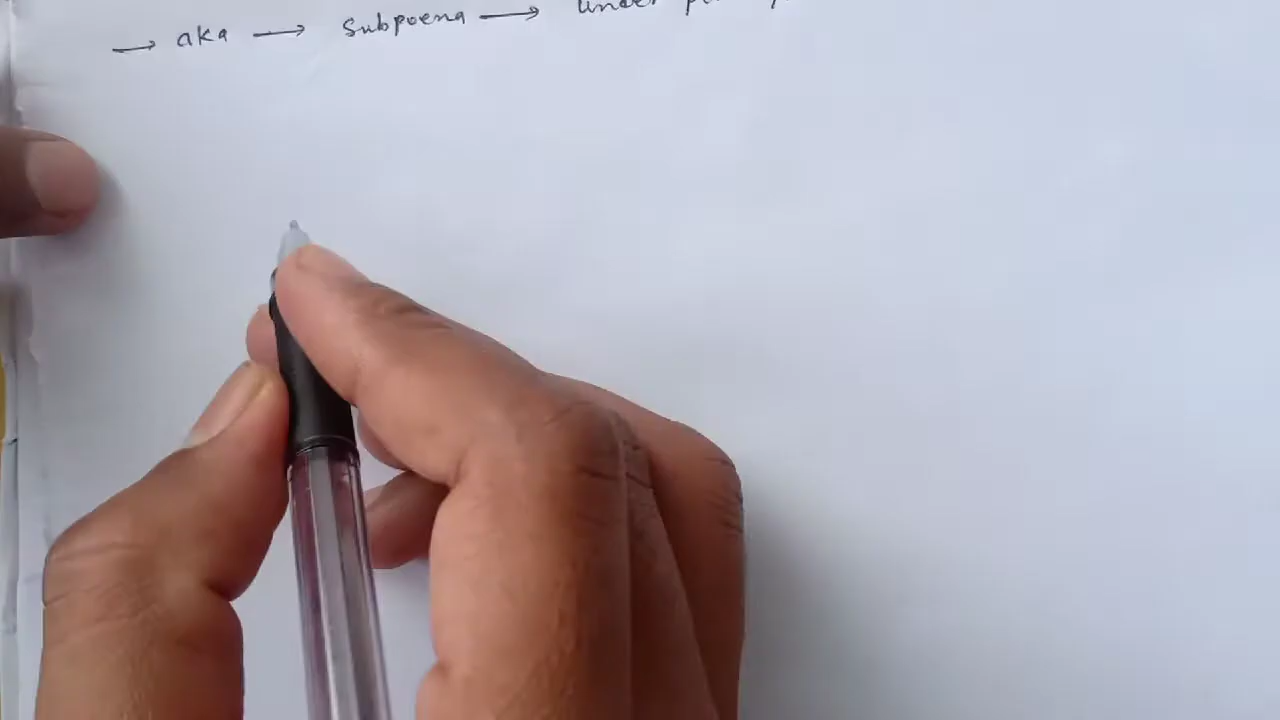 → aka → Subpoena → Under